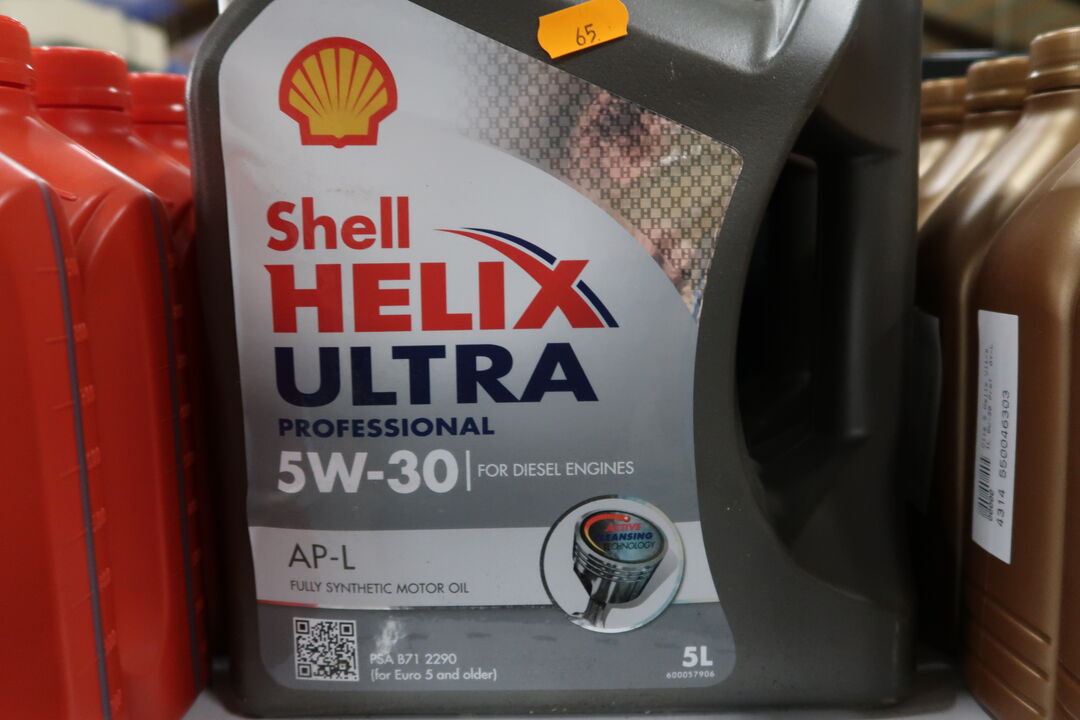 65
Shell
HELIX
ULTRA
PROFESSIONAL
5W-30 FOR DIESEL ENGINES
ACTIVE
CLEANSING
TECHNOLOGY
AP-L
FULLY SYNTHETIC MOTOR OIL
PSA B71 2290
(for Euro 5 and older)
5L
600057906
4314 550046303